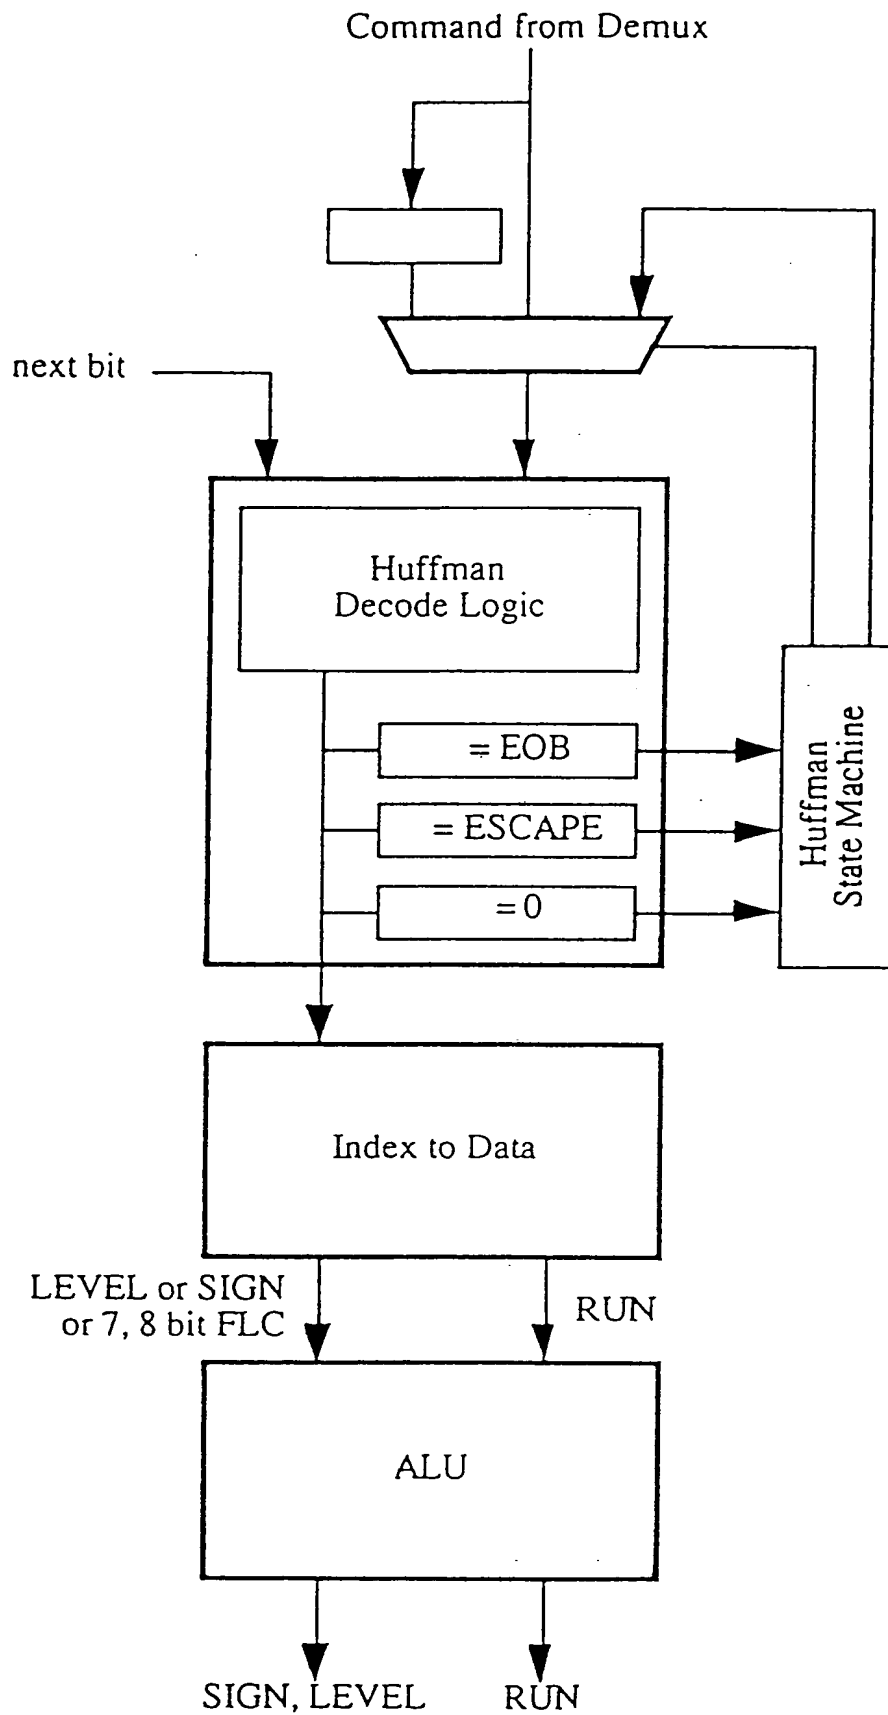 Command from Demux
next bit
Huffman
Decode Logic
= EOB
= ESCAPE
= 0
Huffman
State Machine
Index to Data
LEVEL or SIGN
or 7, 8 bit FLC
RUN
ALU
SIGN, LEVEL
RUN